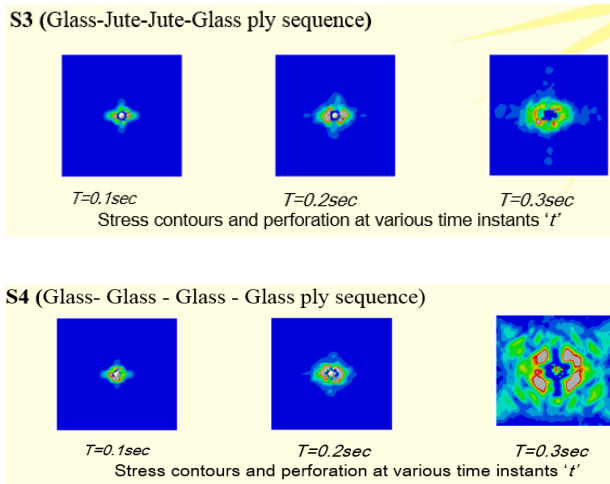 S3 (Glass-Jute-Jute-Glass ply sequence)
T=0.1sec T=0.2sec T=0.3sec
Stress contours and perforation at various time instants ‘t’
S4 (Glass- Glass - Glass - Glass ply sequence)
T=0.1sec T=0.2sec T=0.3sec
Stress contours and perforation at various time instants ‘t’